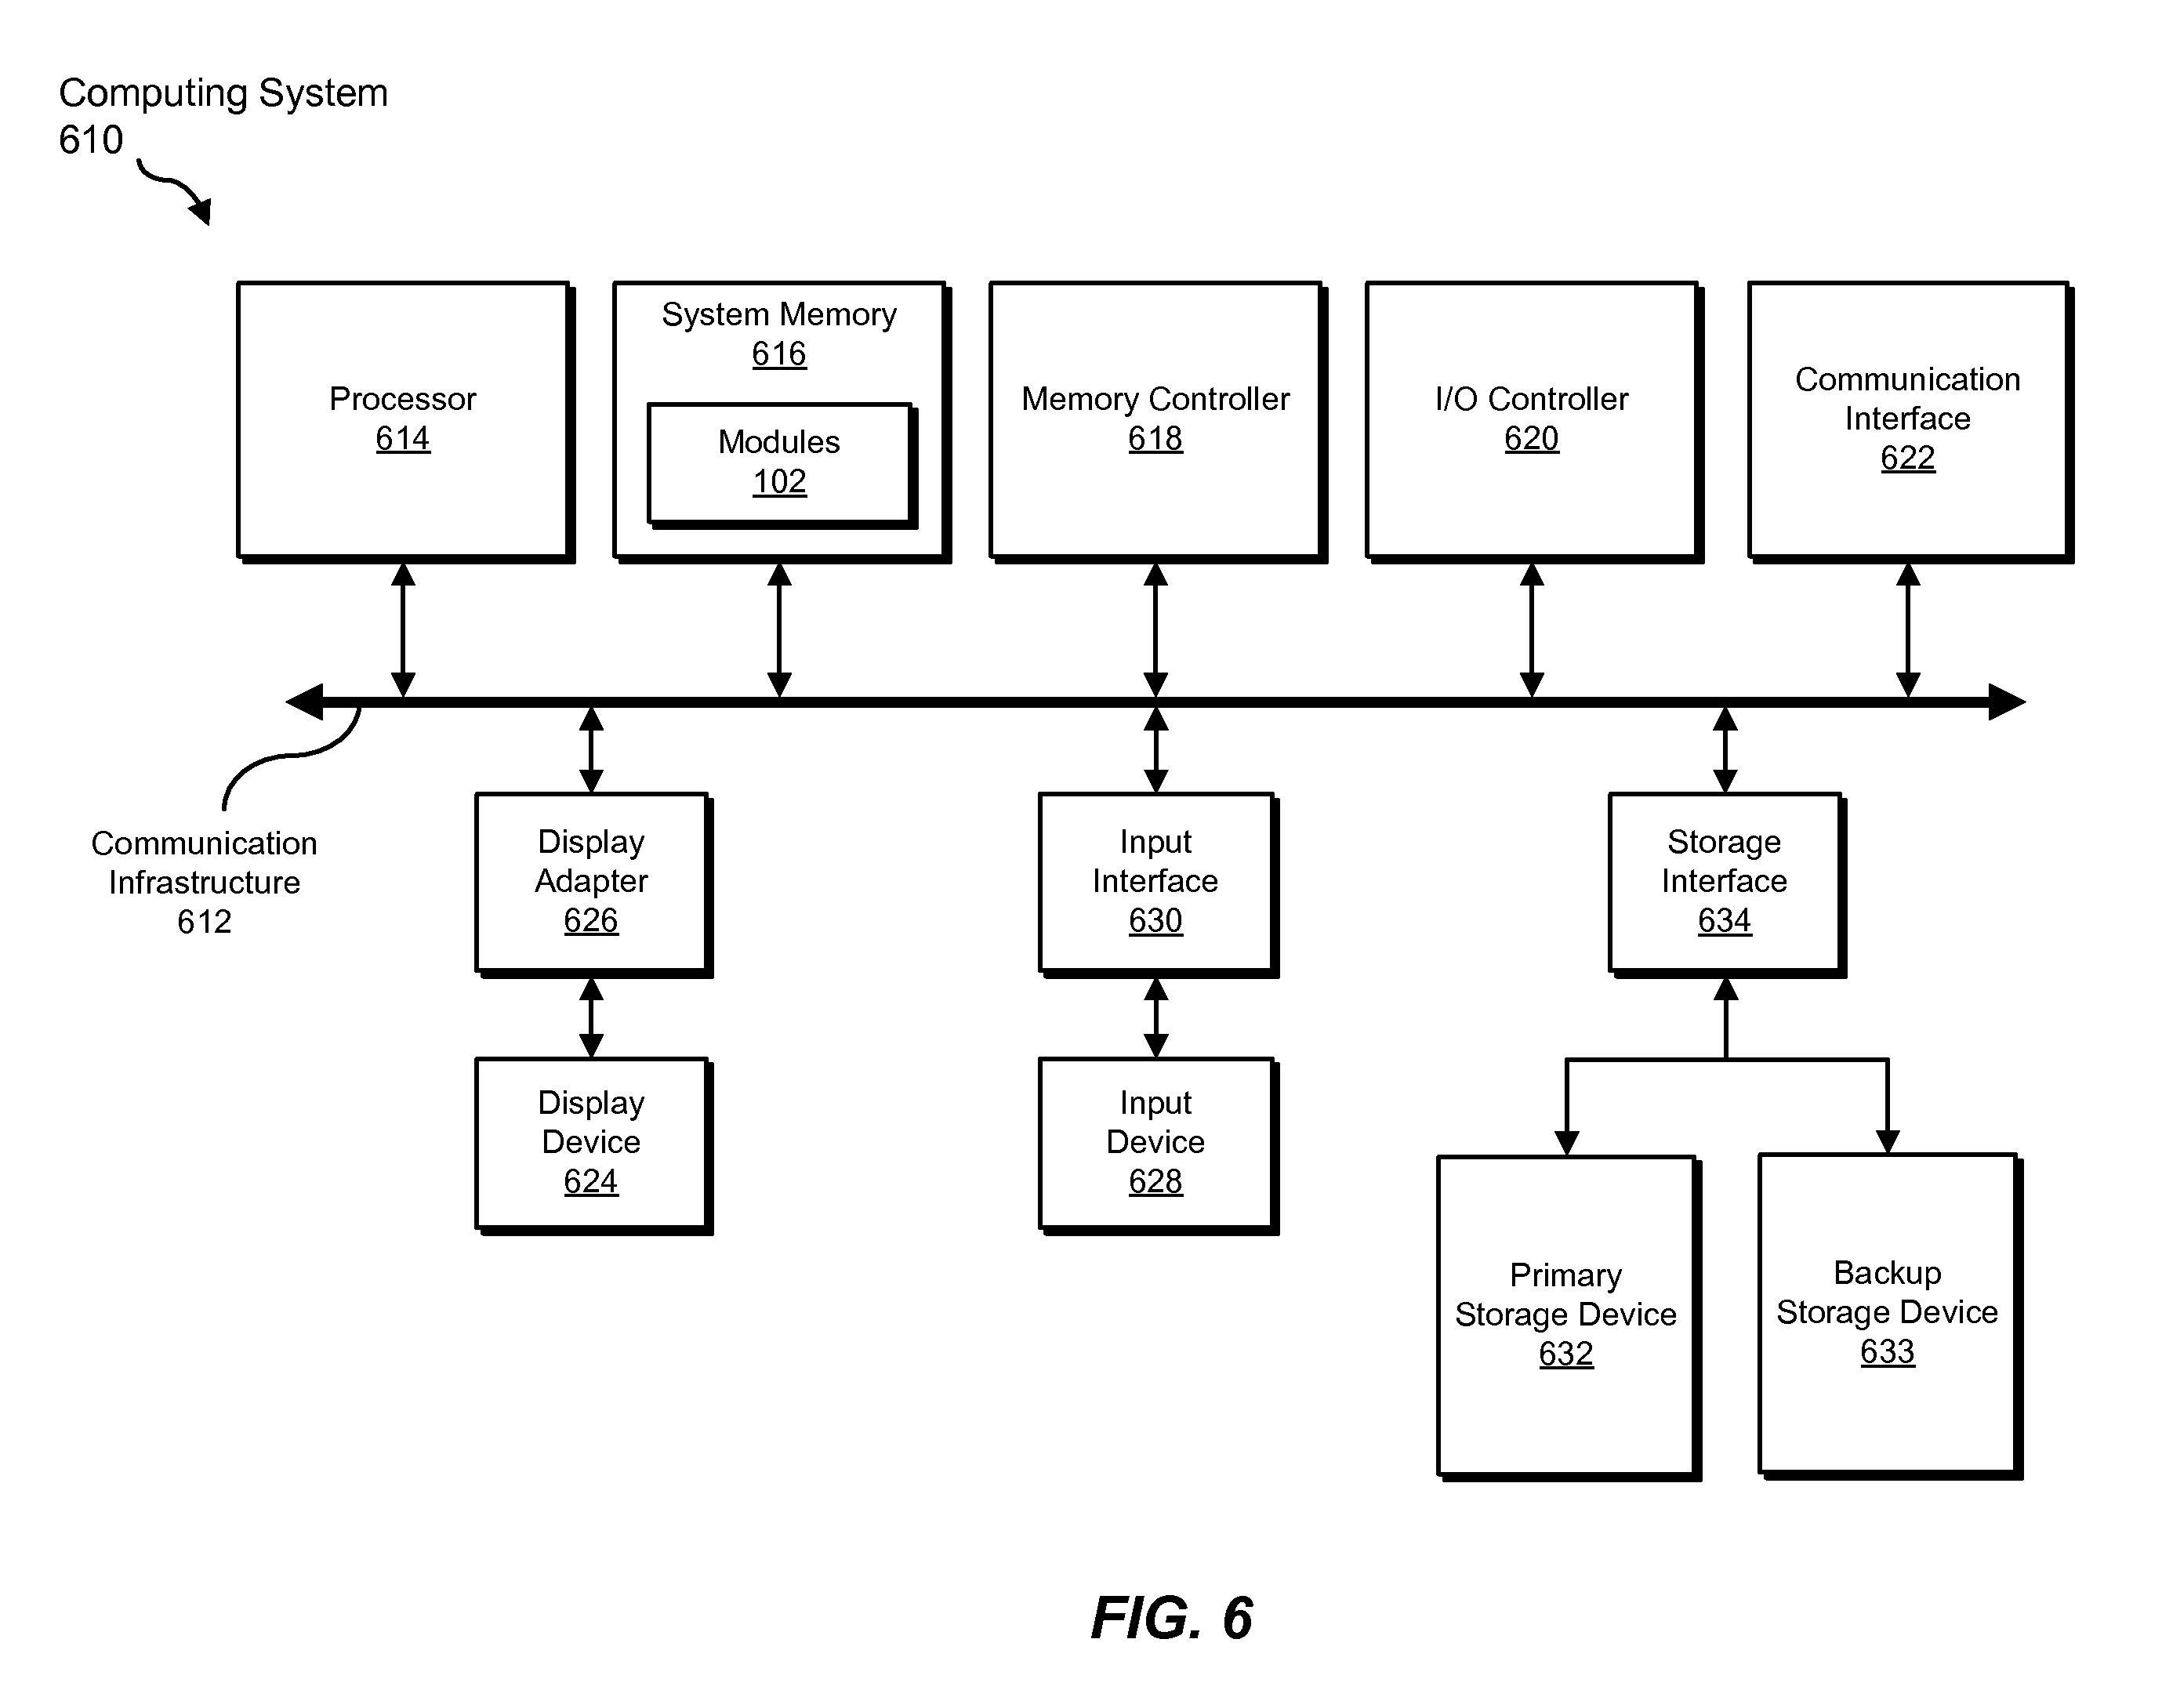 Computing System
610
Processor
614
System Memory
616
Modules
102
Memory Controller
618
I/O Controller
620
Communication
Interface
622
Communication
Infrastructure
612
Display
Adapter
626
Input
Interface
630
Storage
Interface
634
Display
Device
624
Input
Device
628
Primary
Storage Device
632
Backup
Storage Device
633
FIG. 6